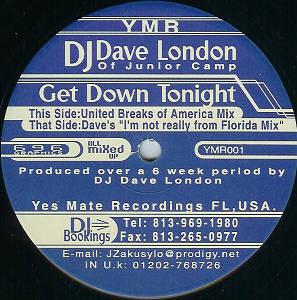 YMR
DJ Dave London
Of Junior Camp
Get Down Tonight
This Side:United Breaks of America Mix
That Side:Dave's "I'm not really from Florida Mix"
ALL
MIXED
UP
YMR001
Produced over a 6 week period by
DJ Dave London
Yes Mate Recordings FL,USA.
DJ
Bookings
Tel: 813-969-1980
Fax: 813-265-0977
E-mail: JZakusylo@prodigy.net
IN U.k: 01202-768726